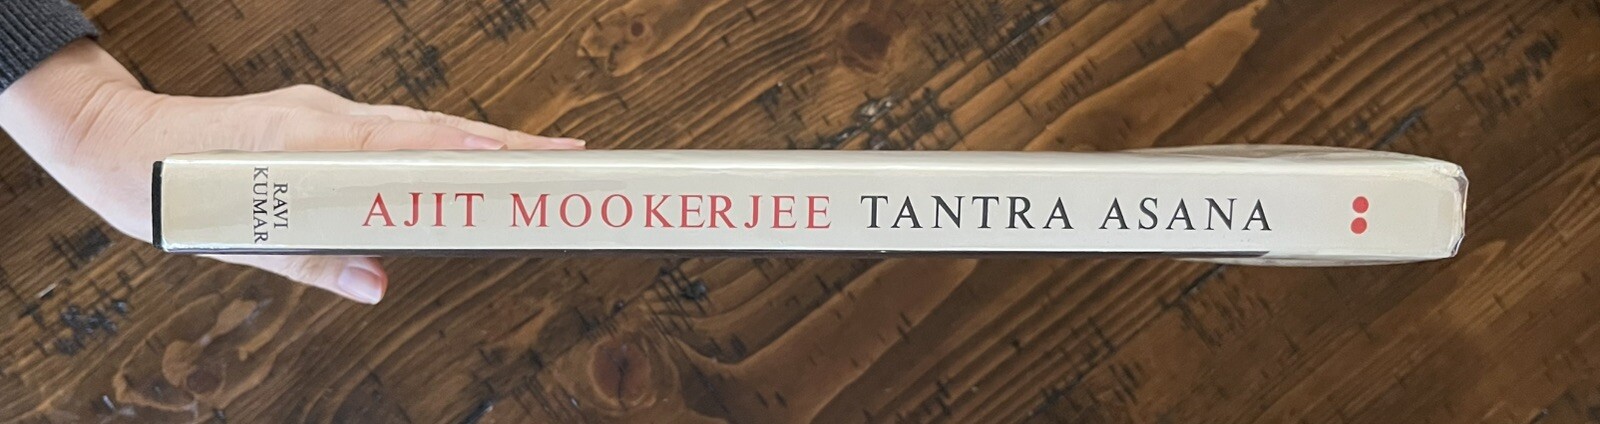 RAVI
KUMAR
AJIT MOOKERJEE TANTRA ASANA